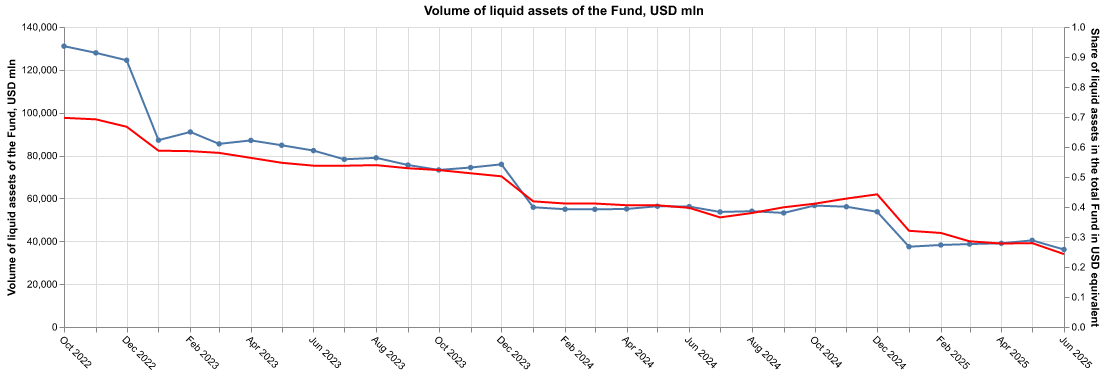 Volume of liquid assets of the Fund, USD mln
Volume of liquid assets of the Fund, USD mln
140,000
120,000
100,000
80,000
60,000
40,000
20,000
0
1.0
0.9
0.8
0.7
0.6
0.5
0.4
0.3
0.2
0.1
0.0
Share of liquid assets in the total Fund in USD equivalent
Oct 2022
Dec 2022
Feb 2023
Apr 2023
Jun 2023
Aug 2023
Oct 2023
Dec 2023
Feb 2024
Apr 2024
Jun 2024
Aug 2024
Oct 2024
Dec 2024
Feb 2025
Apr 2025
Jun 2025